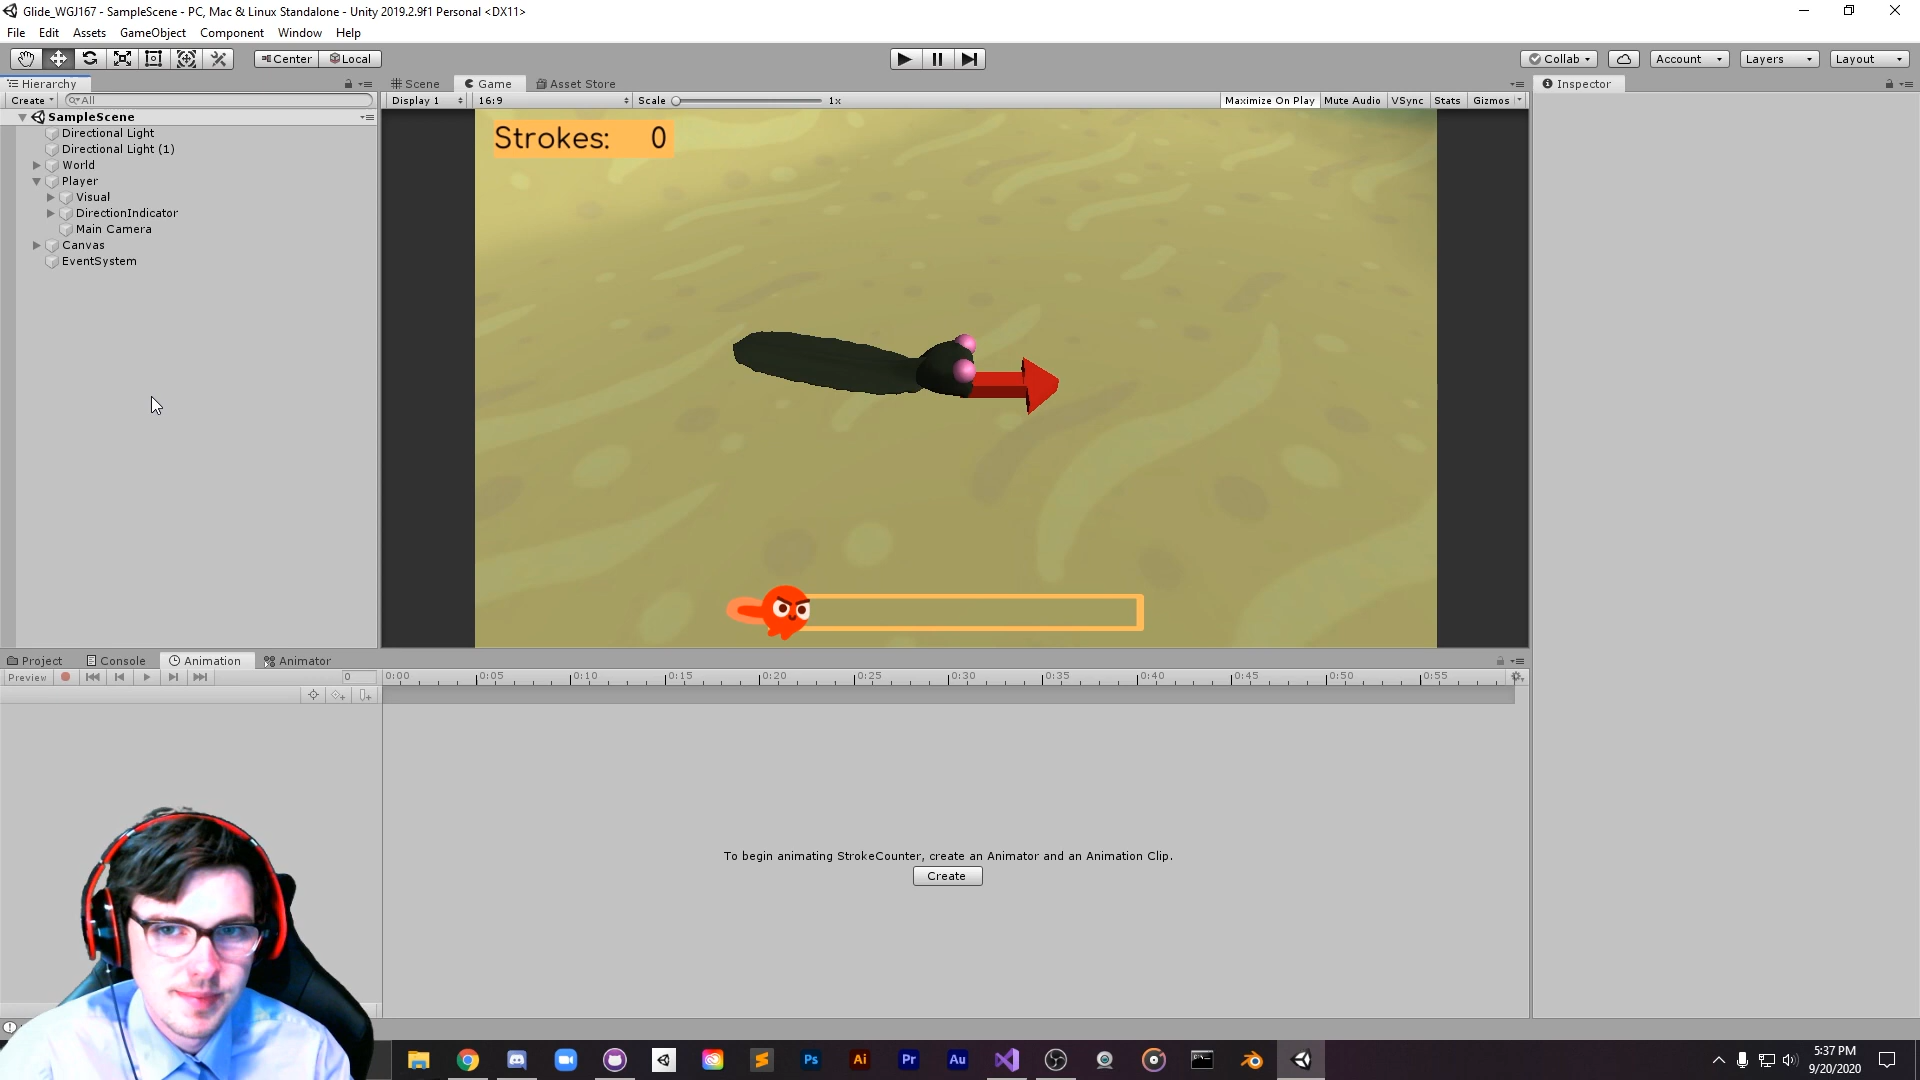 Glide_WGJ167 - SampleScene - PC, Mac & Linux Standalone - Unity 2019.2.9f1 Personal <DX11>
File Edit Assets GameObject Component Window Help
Center Local Collab Account Layers Layout
Hierarchy Scene Game Asset Store Inspector
Create All Display 1 16:9 Scale 1x Maximize On Play Mute Audio VSync Stats Gizmos
SampleScene
Directional Light
Directional Light (1)
World
Player
Visual
DirectionIndicator
Main Camera
Canvas
EventSystem
Strokes: 0
Project Console Animation Animator
Preview 0 0:00 0:05 0:10 0:15 0:20 0:25 0:30 0:35 0:40 0:45 0:50 0:55
To begin animating StrokeCounter, create an Animator and an Animation Clip.
Create
Ps Ai Pr Au
5:37 PM
9/20/2020